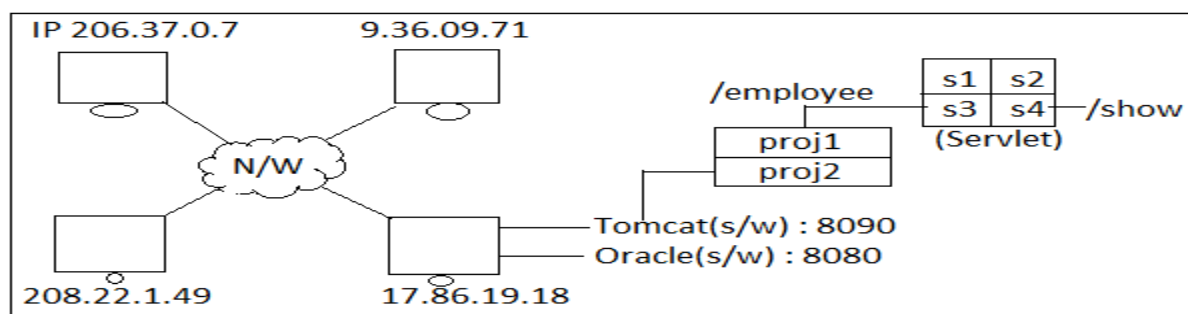 IP 206.37.0.7
9.36.09.71
s1 s2
/employee
s3 s4 /show
(Servlet)
proj1
N/W
proj2
Tomcat(s/w) : 8090
Oracle(s/w) : 8080
208.22.1.49
17.86.19.18